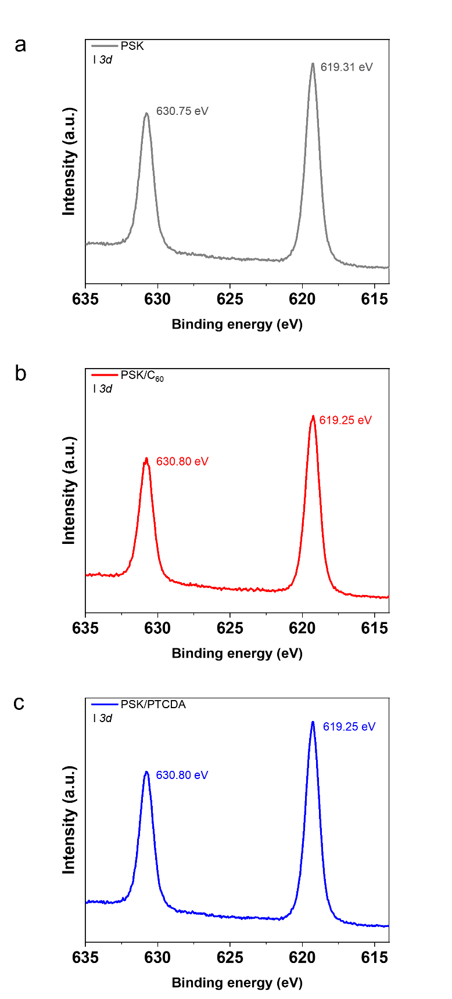 a
PSK
I 3d
619.31 eV
630.75 eV
Intensity (a.u.)
635 630 625 620 615
Binding energy (eV)
b
PSK/C₆₀
I 3d
619.25 eV
630.80 eV
Intensity (a.u.)
635 630 625 620 615
Binding energy (eV)
c
PSK/PTCDA
I 3d
619.25 eV
630.80 eV
Intensity (a.u.)
635 630 625 620 615
Binding energy (eV)